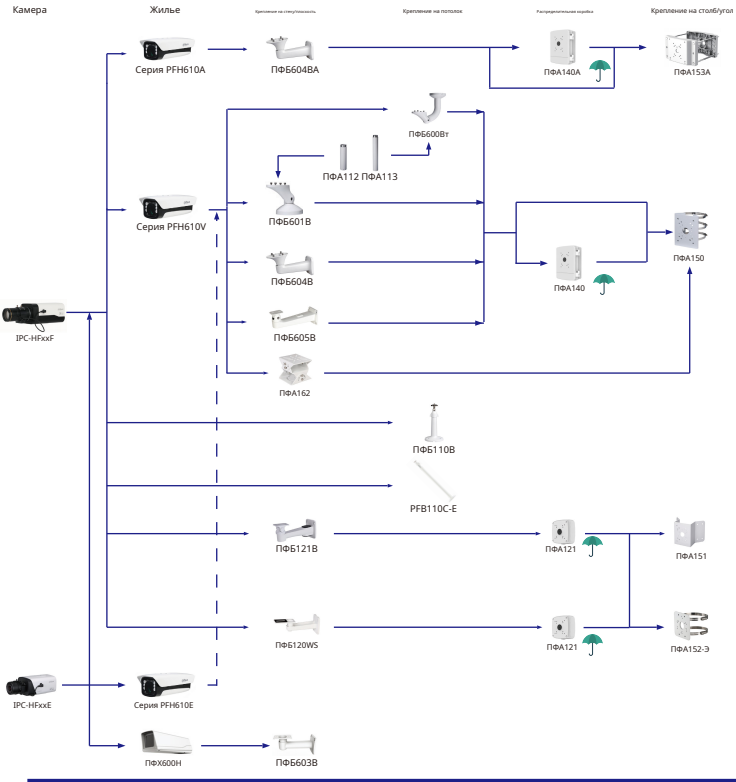 Камера
Жилье
Крепление на стену/плоскость
Крепление на потолок
Распределительная коробка
Крепление на столб/угол
Серия PFH610A
ПФБ604ВА
ПФА140А
ПФА153А
ПФБ600Вт
ПФА112 ПФА113
Серия PFH610V
ПФБ601В
ПФА150
ПФБ604В
ПФА140
IPC-HFxxF
ПФБ605В
ПФА162
ПФБ110В
PFB110C-E
ПФБ121В
ПФА121
ПФА151
ПФБ120WS
ПФА121
ПФА152-Э
IPC-HFxxE
Серия PFH610E
ПФХ600Н
ПФБ603В